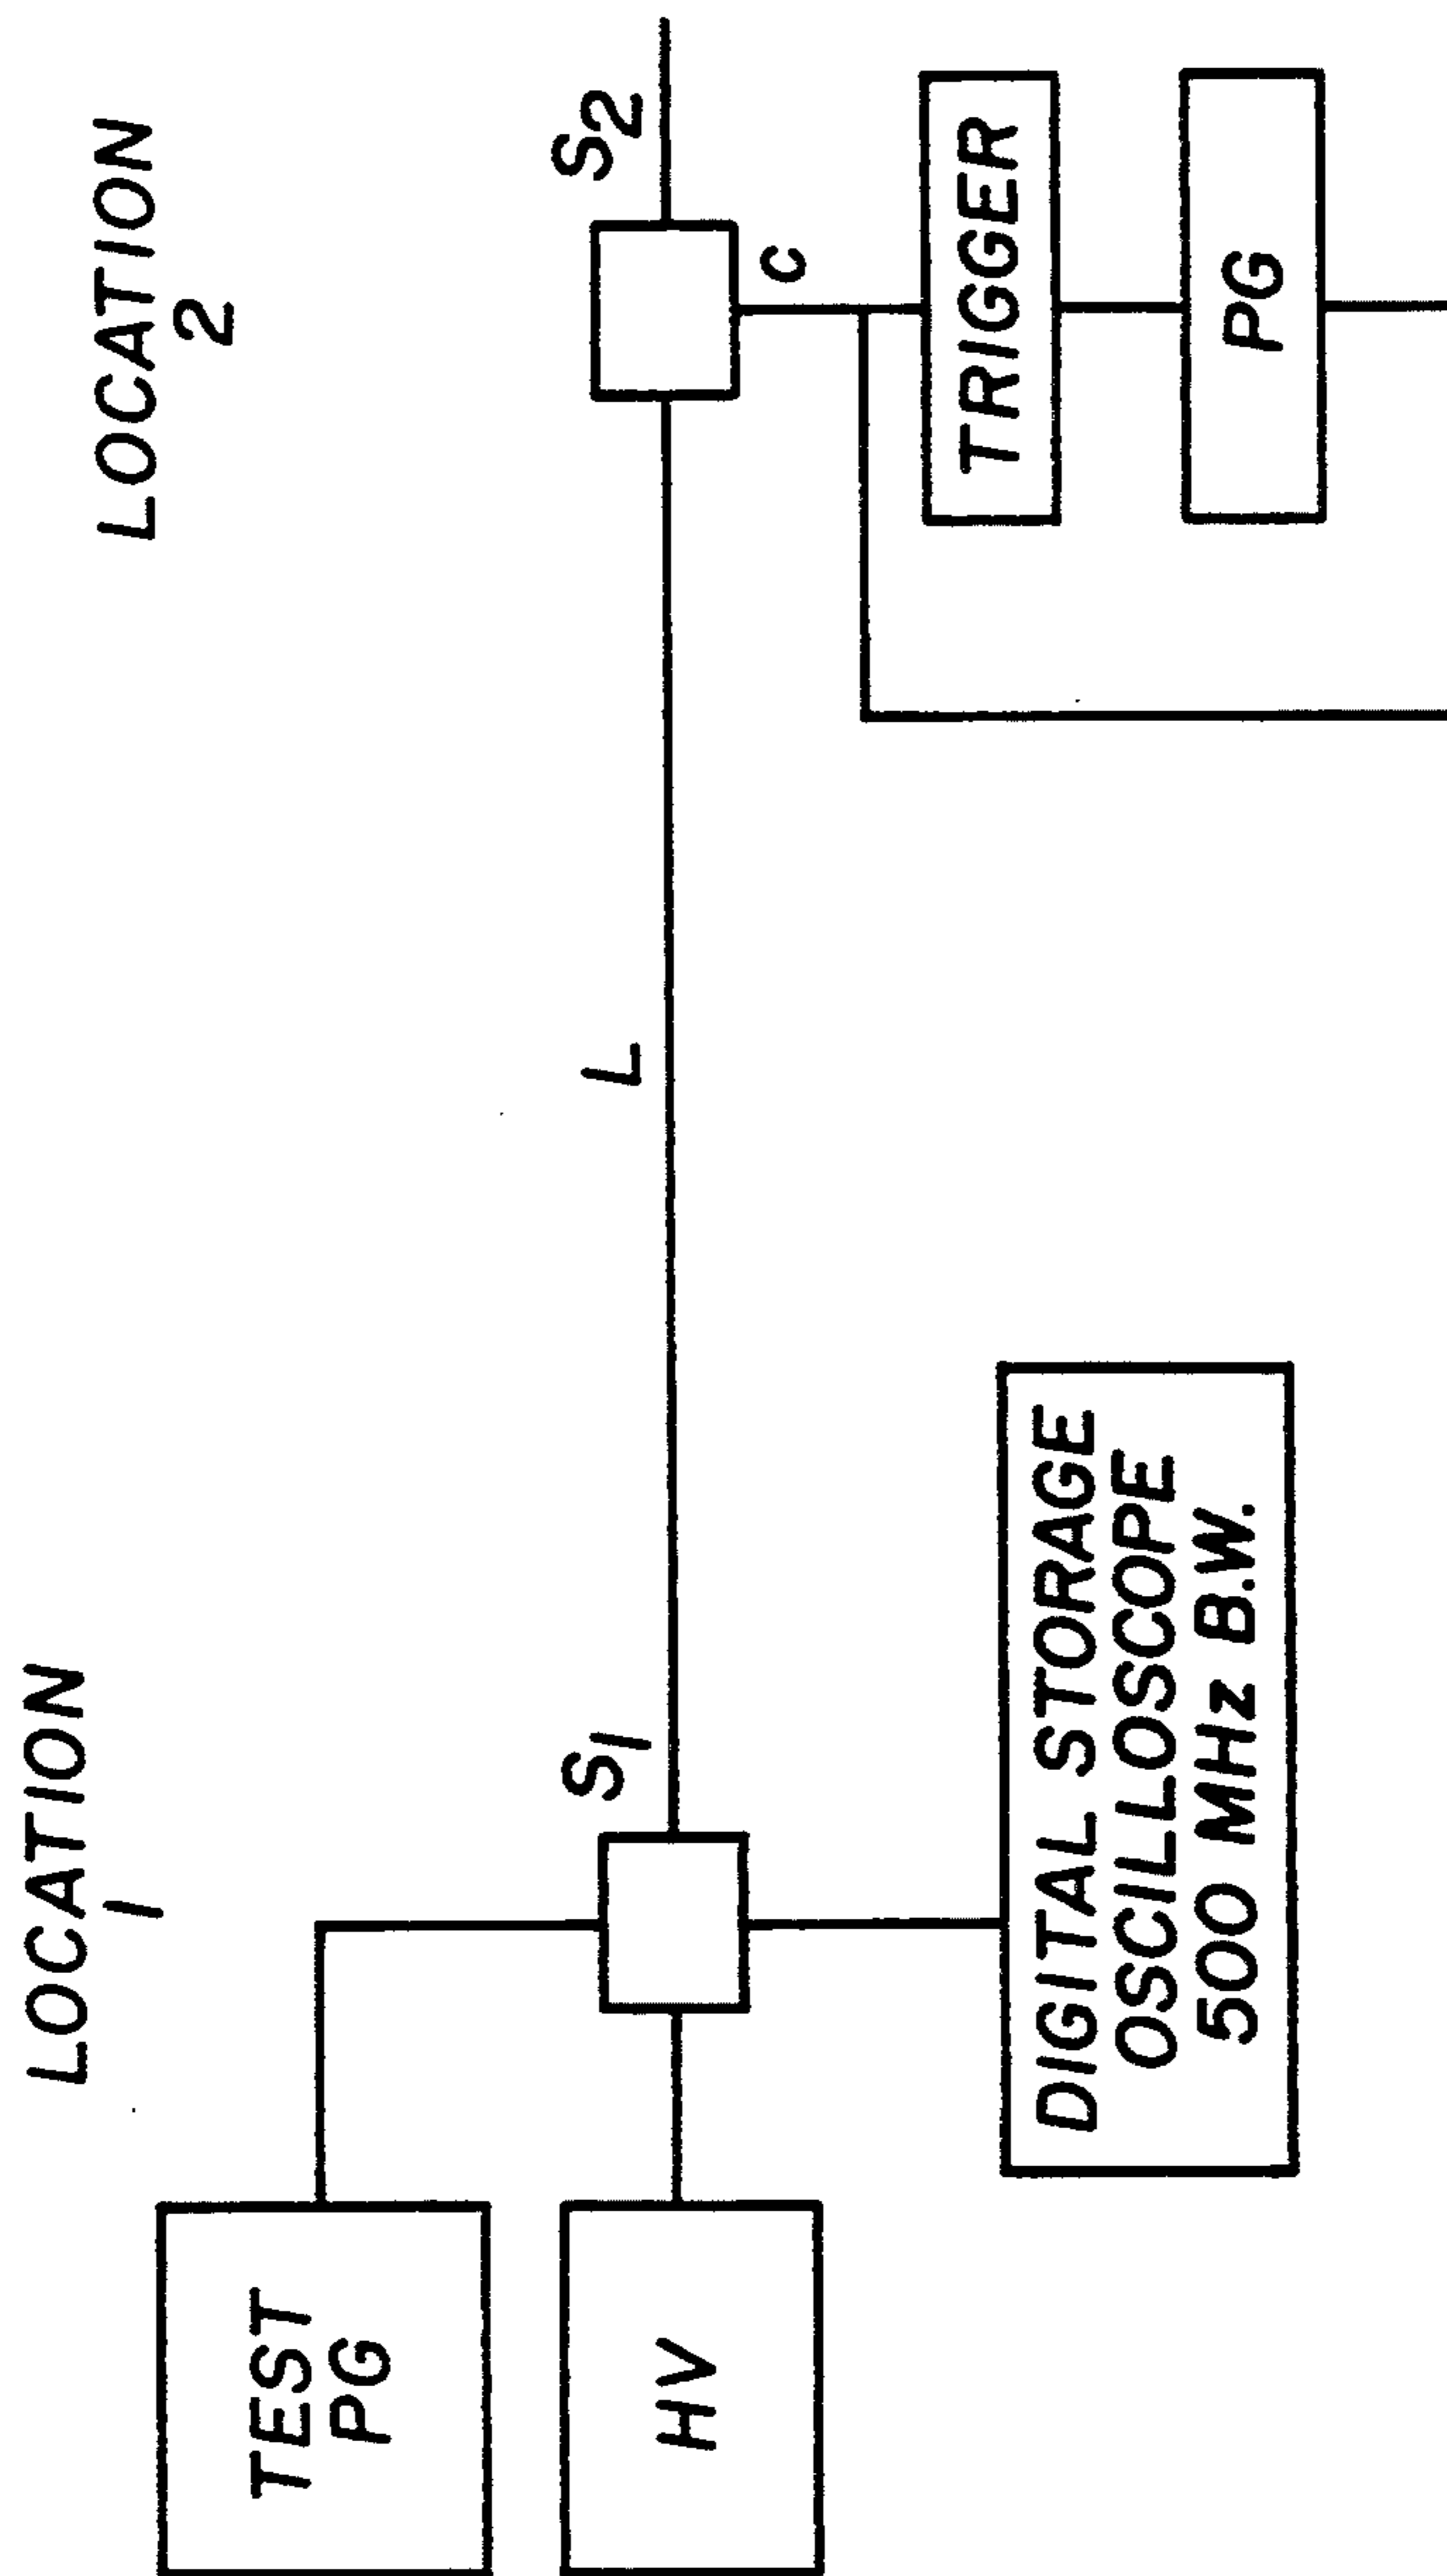 LOCATION
1
LOCATION
2
TEST
PG
HV
S1
L
S2
C
DIGITAL STORAGE
OSCILLOSCOPE
500 MHz B.W.
TRIGGER
PG